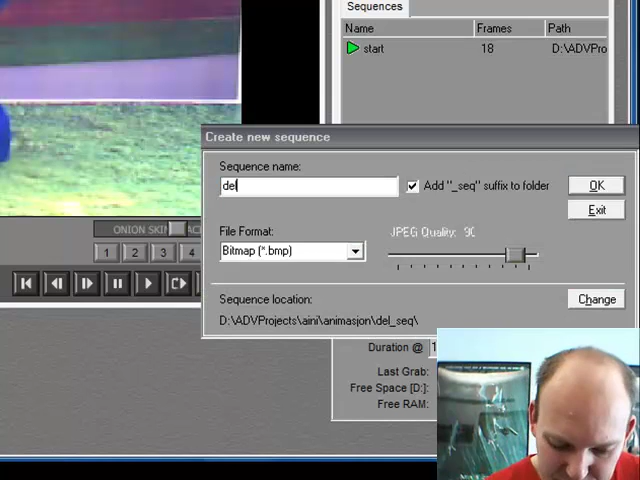 Sequences
Name Frames Path
start 18 D:\ADVPro
Create new sequence
Sequence name:
del
Add "_seq" suffix to folder
OK
Exit
File Format:
JPEG Quality: 90
Bitmap (*.bmp)
Sequence location:
Change
D:\ADVProjects\aini\animasjon\del_seq\
ONION SKIN
1 2 3 4
Duration @ 1
Last Grab:
Free Space [D:]
Free RAM: